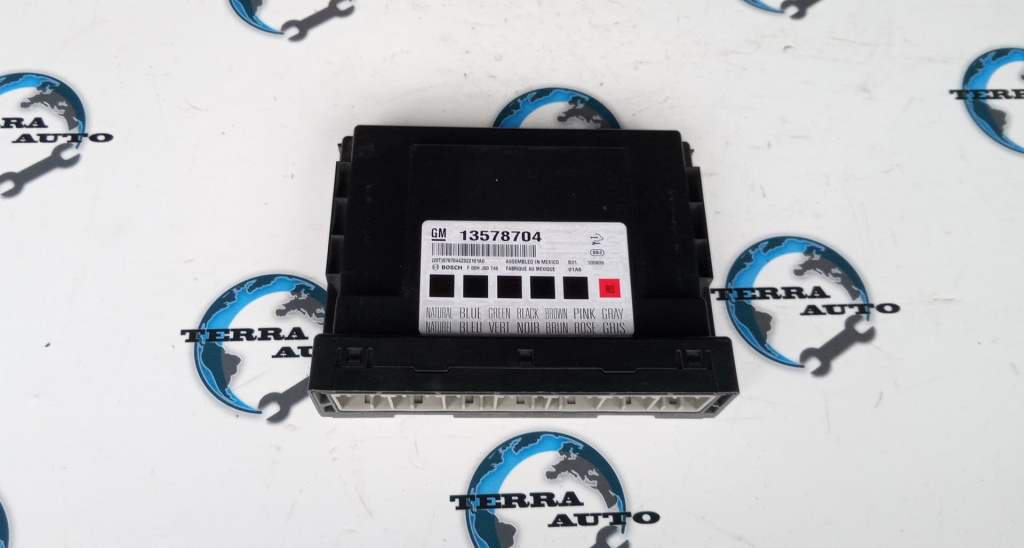 TERRA
AUTO
GM 13578704
ASSEMBLED IN MEXICO
BOSCH FABRIQUE AU MEXIQUE
NATURAL BLUE GREEN BLACK BROWN PINK GRAY
NATUREL BLEU VERT NOIR BRUN ROSE GRIS
TERRA
AUTO
TERRA
AUTO
TERRA
AUTO
TERRA